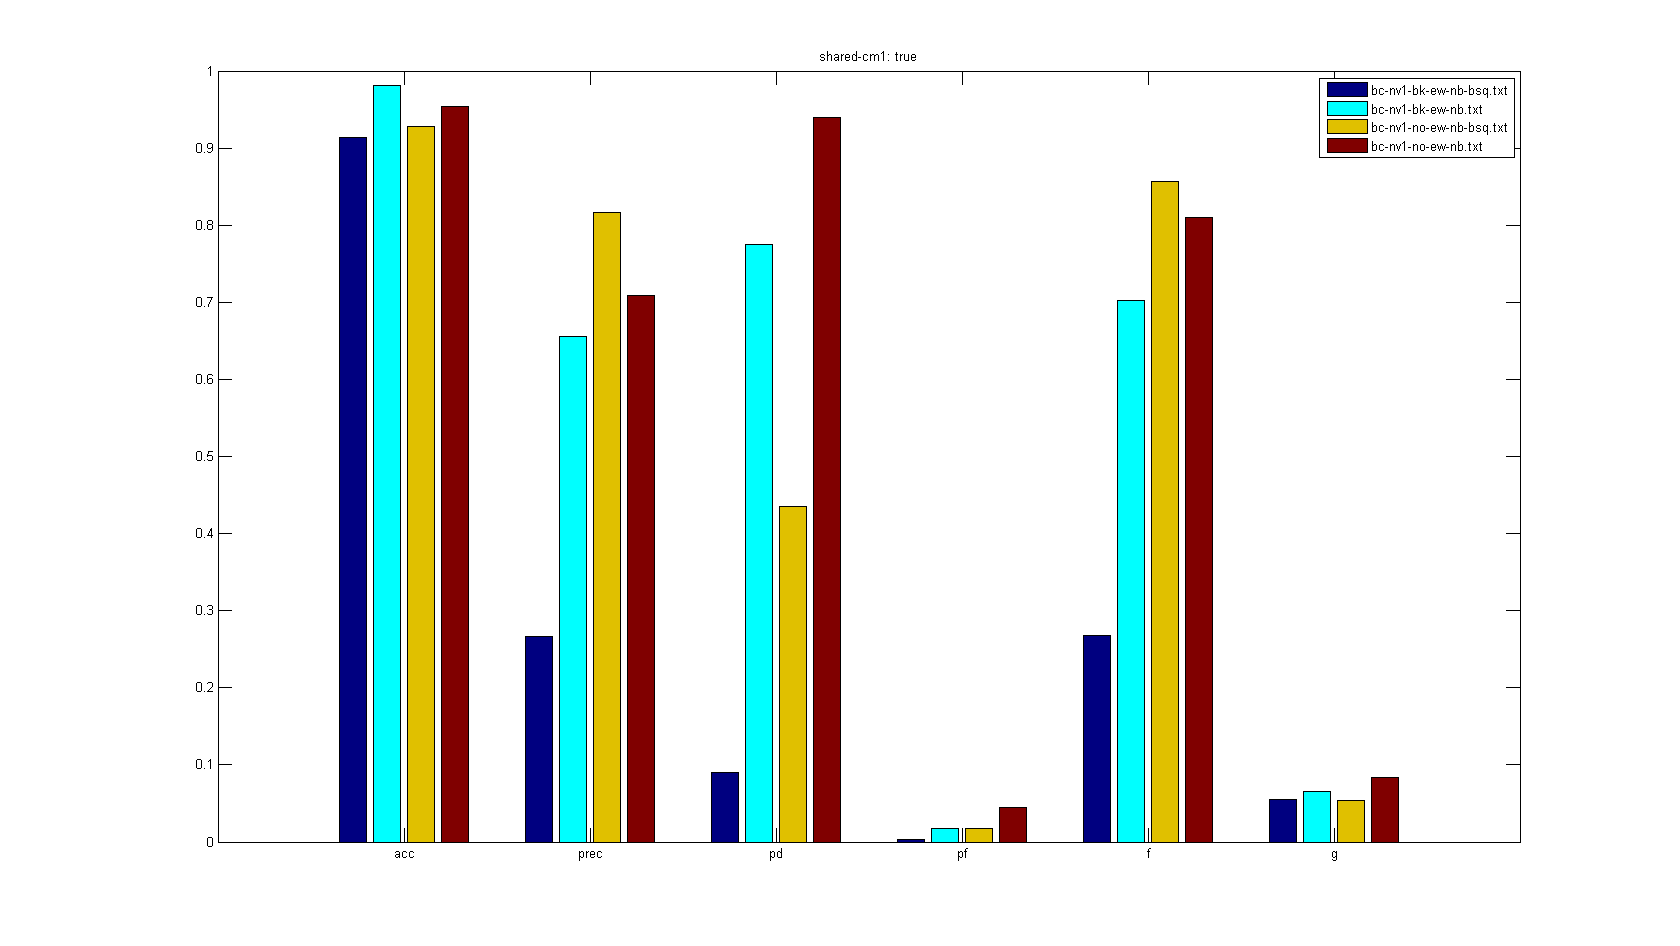 shared-cm1: true
bc-nv1-bk-ew-nb-bsq.txt
bc-nv1-bk-ew-nb.txt
bc-nv1-no-ew-nb-bsq.txt
bc-nv1-no-ew-nb.txt
1
0.9
0.8
0.7
0.6
0.5
0.4
0.3
0.2
0.1
0
acc prec pd pf f g